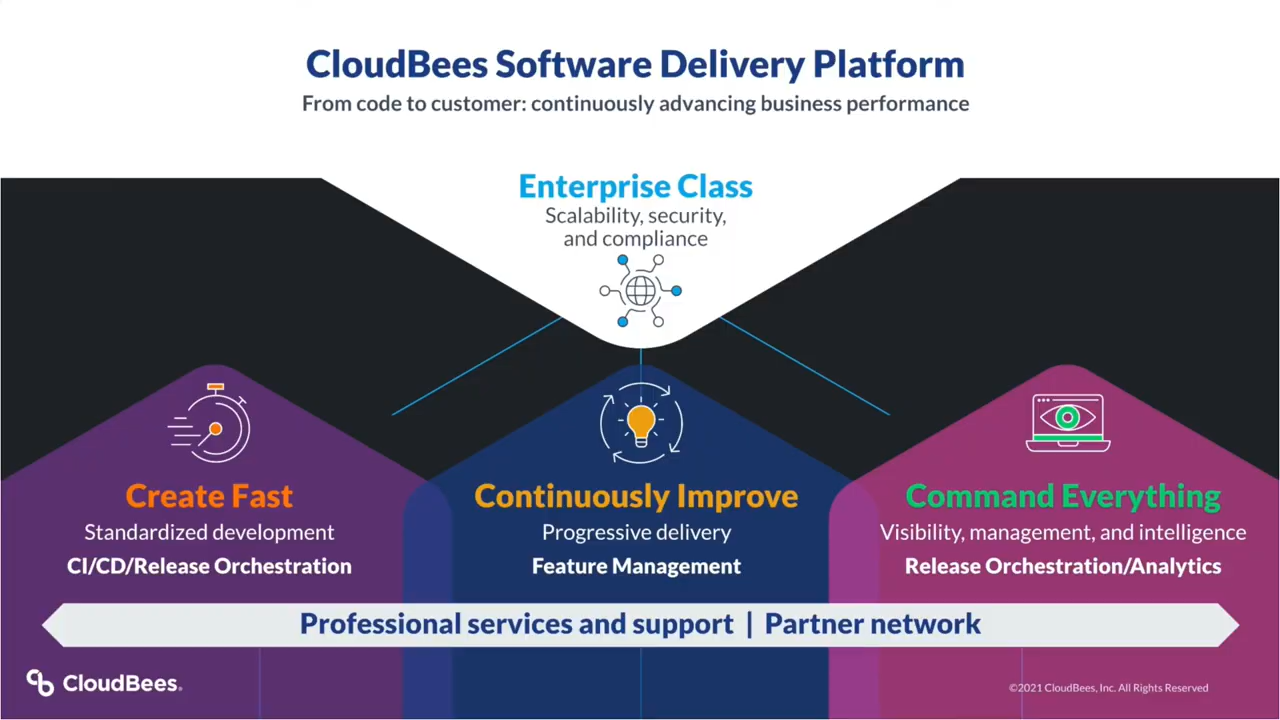 CloudBees Software Delivery Platform
From code to customer: continuously advancing business performance
Enterprise Class
Scalability, security,
and compliance
Create Fast
Standardized development
CI/CD/Release Orchestration
Continuously Improve
Progressive delivery
Feature Management
Command Everything
Visibility, management, and intelligence
Release Orchestration/Analytics
Professional services and support | Partner network
CloudBees.
©2021 CloudBees, Inc. All Rights Reserved